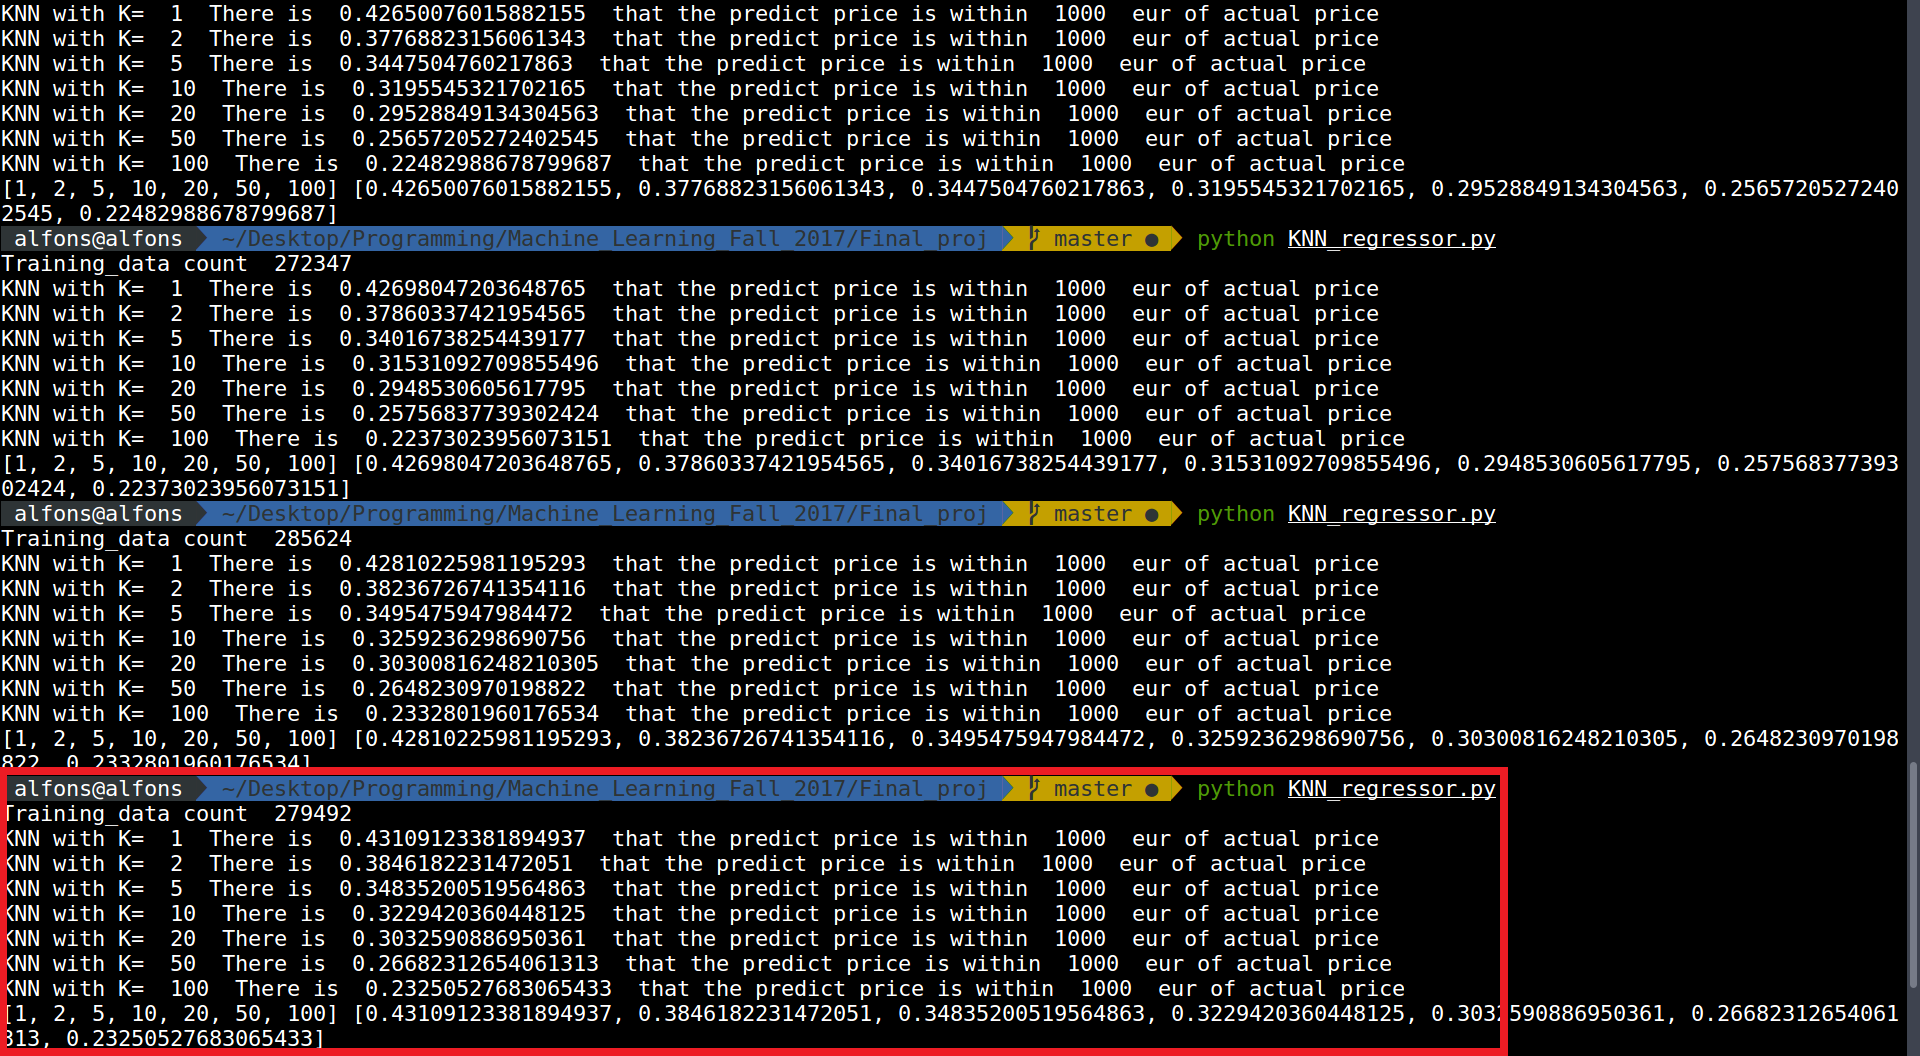 KNN with K=  1  There is  0.42650076015882155  that the predict price is within  1000  eur of actual price
KNN with K=  2  There is  0.37768823156061343  that the predict price is within  1000  eur of actual price
KNN with K=  5  There is  0.3447504760217863  that the predict price is within  1000  eur of actual price
KNN with K=  10  There is  0.3195545321702165  that the predict price is within  1000  eur of actual price
KNN with K=  20  There is  0.29528849134304563  that the predict price is within  1000  eur of actual price
KNN with K=  50  There is  0.25657205272402545  that the predict price is within  1000  eur of actual price
KNN with K=  100  There is  0.22482988678799687  that the predict price is within  1000  eur of actual price
[1, 2, 5, 10, 20, 50, 100] [0.42650076015882155, 0.37768823156061343, 0.3447504760217863, 0.3195545321702165, 0.29528849134304563, 0.2565720527240
2545, 0.22482988678799687]
alfons@alfons ~/Desktop/Programming/Machine_Learning_Fall_2017/Final_proj master ● python KNN_regressor.py
Training_data count  272347
KNN with K=  1  There is  0.42698047203648765  that the predict price is within  1000  eur of actual price
KNN with K=  2  There is  0.37860337421954565  that the predict price is within  1000  eur of actual price
KNN with K=  5  There is  0.34016738254439177  that the predict price is within  1000  eur of actual price
KNN with K=  10  There is  0.31531092709855496  that the predict price is within  1000  eur of actual price
KNN with K=  20  There is  0.2948530605617795  that the predict price is within  1000  eur of actual price
KNN with K=  50  There is  0.25756837739302424  that the predict price is within  1000  eur of actual price
KNN with K=  100  There is  0.22373023956073151  that the predict price is within  1000  eur of actual price
[1, 2, 5, 10, 20, 50, 100] [0.42698047203648765, 0.37860337421954565, 0.34016738254439177, 0.31531092709855496, 0.2948530605617795, 0.257568377393
02424, 0.22373023956073151]
alfons@alfons ~/Desktop/Programming/Machine_Learning_Fall_2017/Final_proj master ● python KNN_regressor.py
Training_data count  285624
KNN with K=  1  There is  0.42810225981195293  that the predict price is within  1000  eur of actual price
KNN with K=  2  There is  0.38236726741354116  that the predict price is within  1000  eur of actual price
KNN with K=  5  There is  0.3495475947984472  that the predict price is within  1000  eur of actual price
KNN with K=  10  There is  0.3259236298690756  that the predict price is within  1000  eur of actual price
KNN with K=  20  There is  0.30300816248210305  that the predict price is within  1000  eur of actual price
KNN with K=  50  There is  0.2648230970198822  that the predict price is within  1000  eur of actual price
KNN with K=  100  There is  0.2332801960176534  that the predict price is within  1000  eur of actual price
[1, 2, 5, 10, 20, 50, 100] [0.42810225981195293, 0.38236726741354116, 0.3495475947984472, 0.3259236298690756, 0.30300816248210305, 0.2648230970198
822, 0.2332801960176534]
alfons@alfons ~/Desktop/Programming/Machine_Learning_Fall_2017/Final_proj master ● python KNN_regressor.py
Training_data count  279492
KNN with K=  1  There is  0.43109123381894937  that the predict price is within  1000  eur of actual price
KNN with K=  2  There is  0.3846182231472051  that the predict price is within  1000  eur of actual price
KNN with K=  5  There is  0.34835200519564863  that the predict price is within  1000  eur of actual price
KNN with K=  10  There is  0.3229420360448125  that the predict price is within  1000  eur of actual price
KNN with K=  20  There is  0.3032590886950361  that the predict price is within  1000  eur of actual price
KNN with K=  50  There is  0.26682312654061313  that the predict price is within  1000  eur of actual price
KNN with K=  100  There is  0.23250527683065433  that the predict price is within  1000  eur of actual price
[1, 2, 5, 10, 20, 50, 100] [0.43109123381894937, 0.3846182231472051, 0.34835200519564863, 0.3229420360448125, 0.3032590886950361, 0.26682312654061
313, 0.23250527683065433]